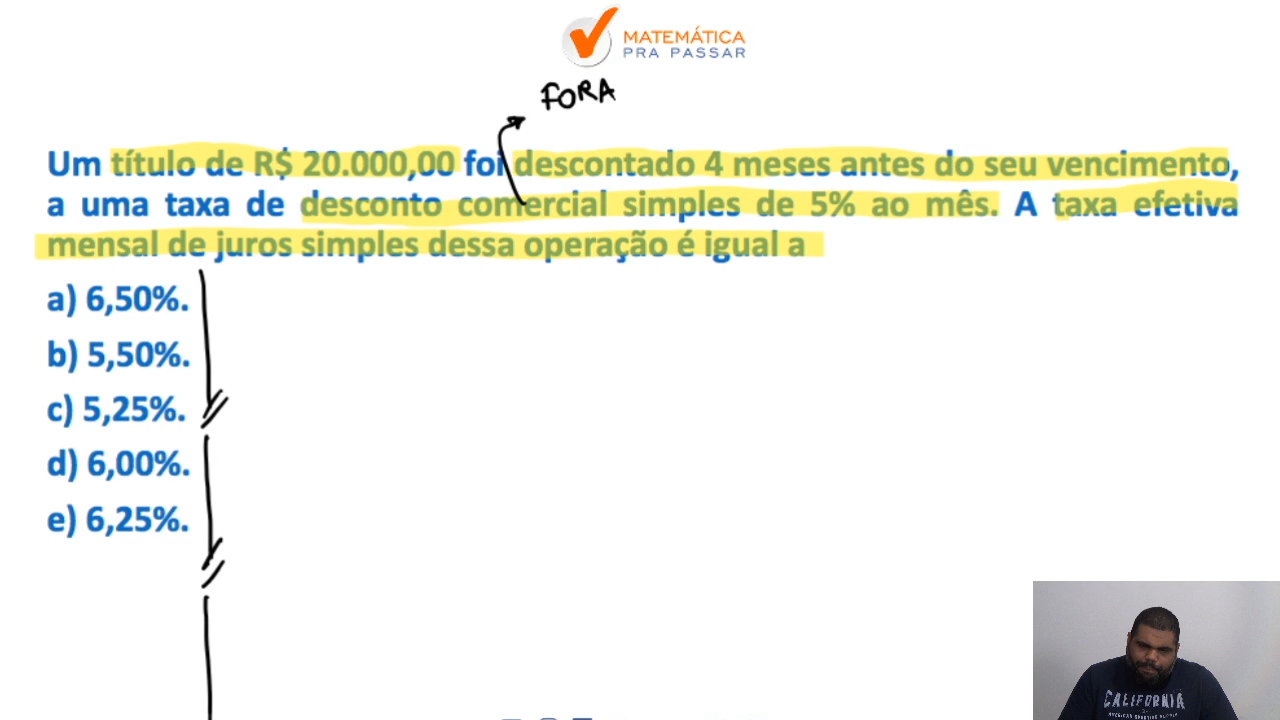 MATEMÁTICA
PRA PASSAR
FORA
Um título de R$ 20.000,00 foi descontado 4 meses antes do seu vencimento,
a uma taxa de desconto comercial simples de 5% ao mês. A taxa efetiva
mensal de juros simples dessa operação é igual a
a) 6,50%.
b) 5,50%.
c) 5,25%.
d) 6,00%.
e) 6,25%.
CALIFORNIA